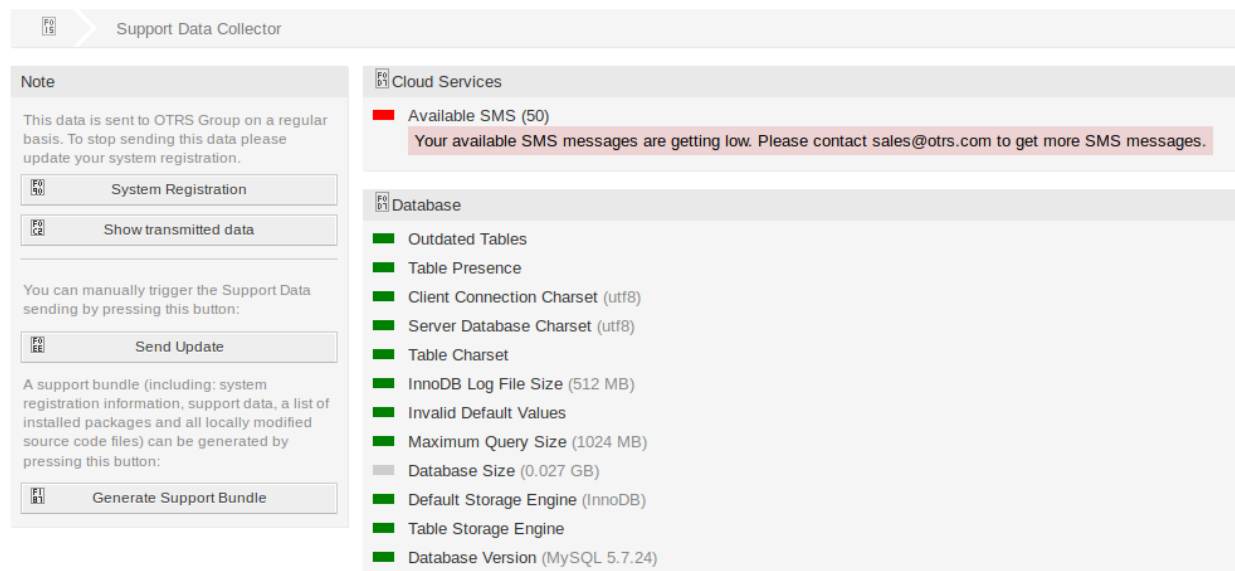 Support Data Collector
Note
This data is sent to OTRS Group on a regular
basis. To stop sending this data please
update your system registration.
System Registration
Show transmitted data
You can manually trigger the Support Data
sending by pressing this button:
Send Update
A support bundle (including: system
registration information, support data, a list of
installed packages and all locally modified
source code files) can be generated by
pressing this button:
Generate Support Bundle
Cloud Services
Available SMS (50)
Your available SMS messages are getting low. Please contact sales@otrs.com to get more SMS messages.
Database
Outdated Tables
Table Presence
Client Connection Charset (utf8)
Server Database Charset (utf8)
Table Charset
InnoDB Log File Size (512 MB)
Invalid Default Values
Maximum Query Size (1024 MB)
Database Size (0.027 GB)
Default Storage Engine (InnoDB)
Table Storage Engine
Database Version (MySQL 5.7.24)